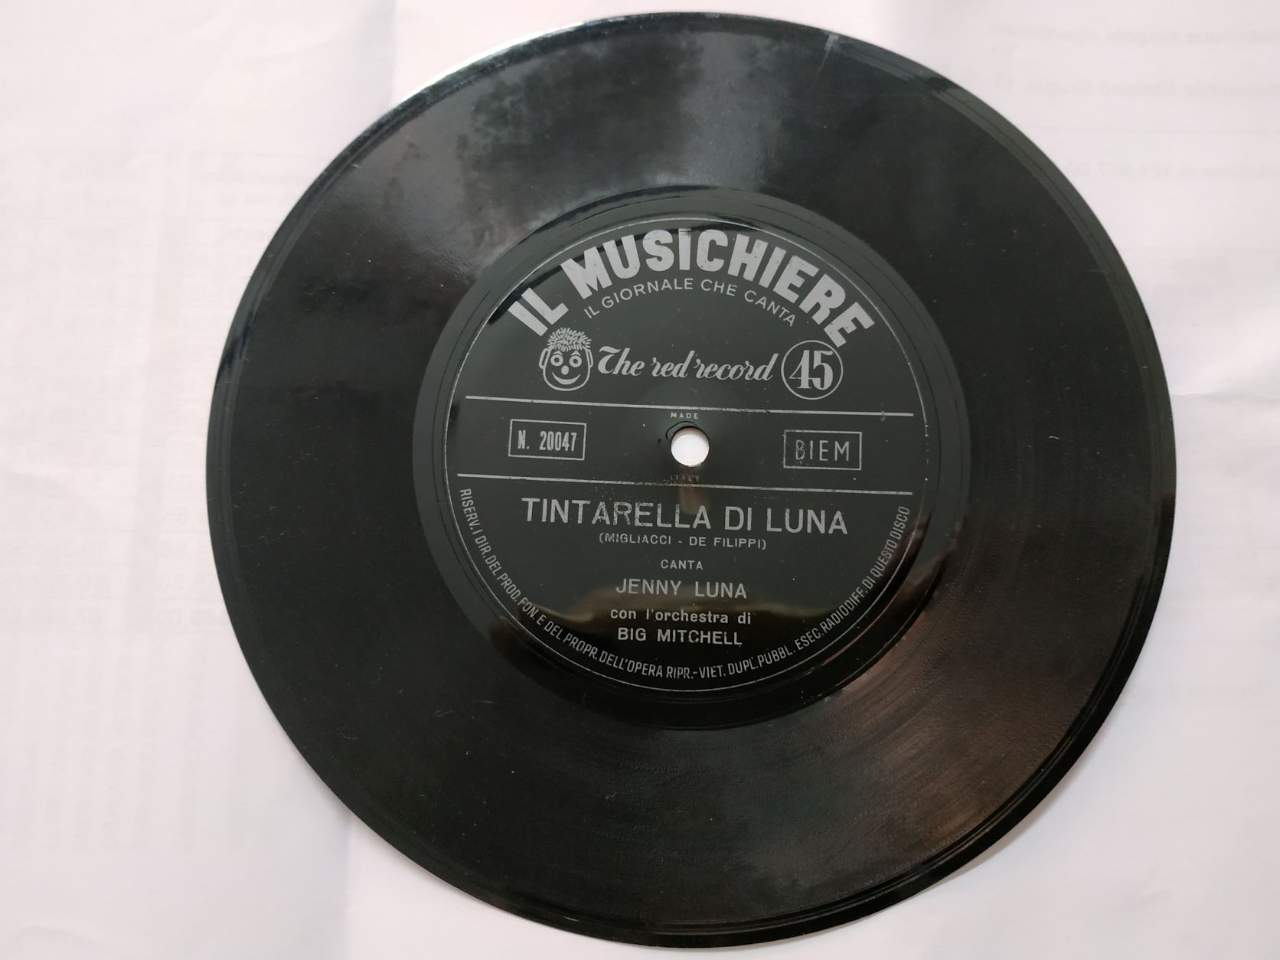 IL MUSICHIERE
IL GIORNALE CHE CANTA
The red record 45
MADE
N. 20047
BIEM
ITALY
TINTARELLA DI LUNA
(MIGLIACCI - DE FILIPPI)
CANTA
JENNY LUNA
con l'orchestra di
BIG MITCHELL
RISERV. I DIR. DEL PROD. FON. E DEL PROPR. DELL'OPERA RIPR.- VIET. DUPL. PUBBL. ESEC. RADIODIFF. DI QUESTO DISCO